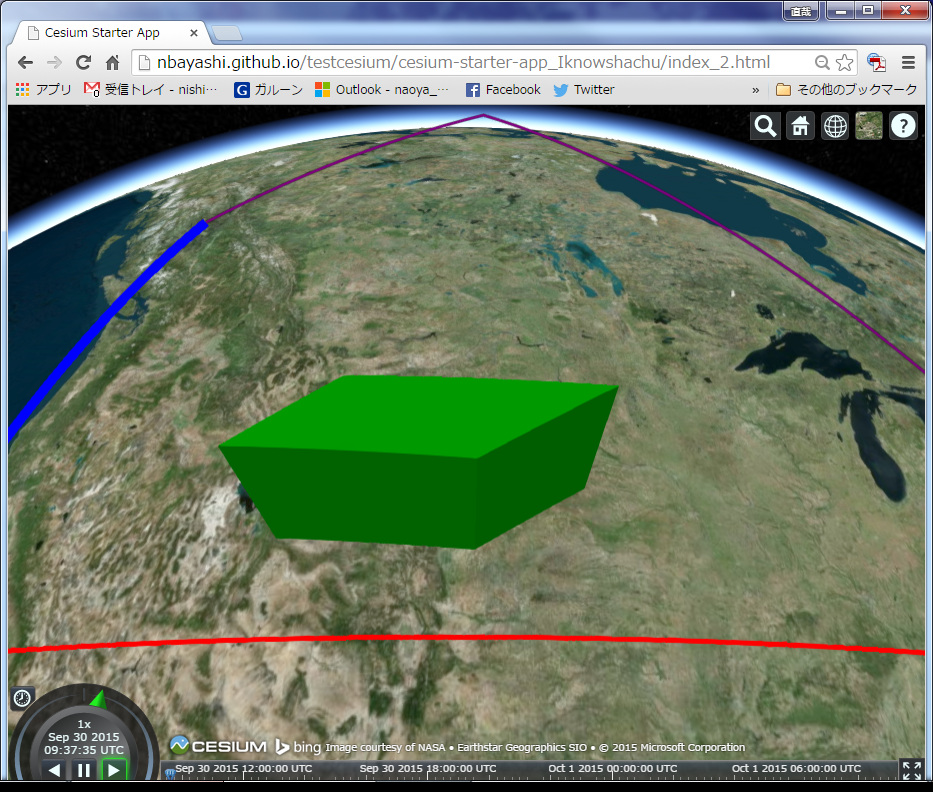 直哉
Cesium Starter App
nbayashi.github.io/testcesium/cesium-starter-app_Iknowshachu/index_2.html
アプリ 受信トレイ - nishi… G ガルーン Outlook - naoya_… Facebook Twitter » その他のブックマーク
?
1x
Sep 30 2015
09:37:35 UTC
CESIUM bing Image courtesy of NASA • Earthstar Geographics SIO • © 2015 Microsoft Corporation
Sep 30 2015 12:00:00 UTC Sep 30 2015 18:00:00 UTC Oct 1 2015 00:00:00 UTC Oct 1 2015 06:00:00 UTC